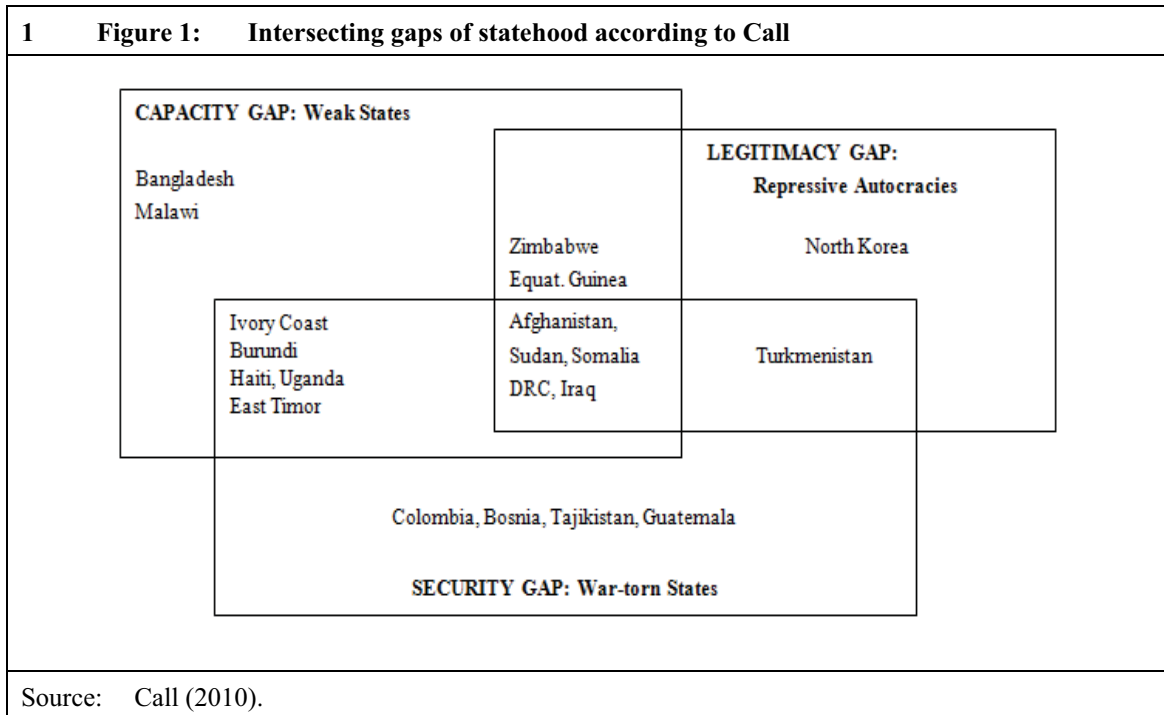 1 Figure 1: Intersecting gaps of statehood according to Call
CAPACITY GAP: Weak States
Bangladesh
Malawi
LEGITIMACY GAP:
Repressive Autocracies
Zimbabwe
Equat. Guinea
North Korea
Ivory Coast
Burundi
Haiti, Uganda
East Timor
Afghanistan,
Sudan, Somalia
DRC, Iraq
Turkmenistan
Colombia, Bosnia, Tajikistan, Guatemala
SECURITY GAP: War-torn States
Source: Call (2010).